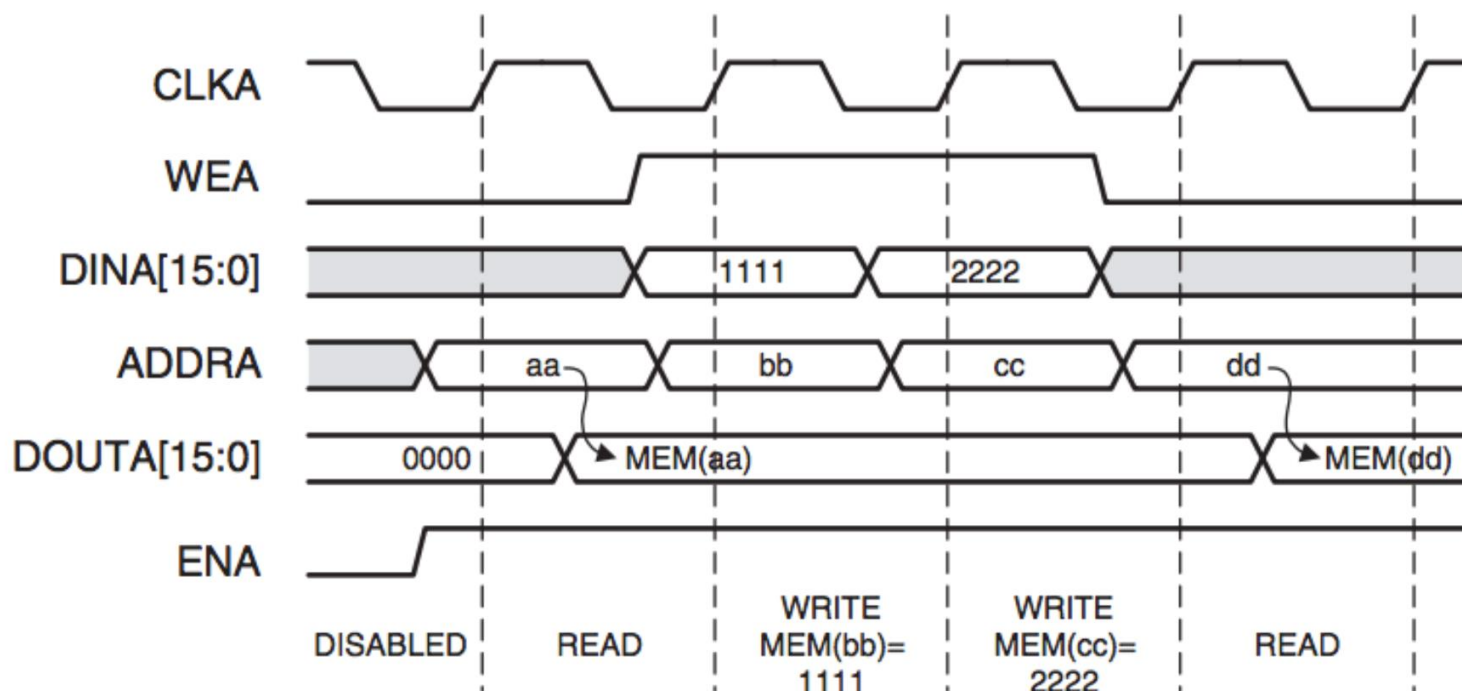 CLKA
WEA
DINA[15:0] 1111 2222
ADDRA aa bb cc dd
DOUTA[15:0] 0000 MEM(aa) MEM(dd)
ENA
DISABLED READ WRITE MEM(bb)= 1111 WRITE MEM(cc)= 2222 READ